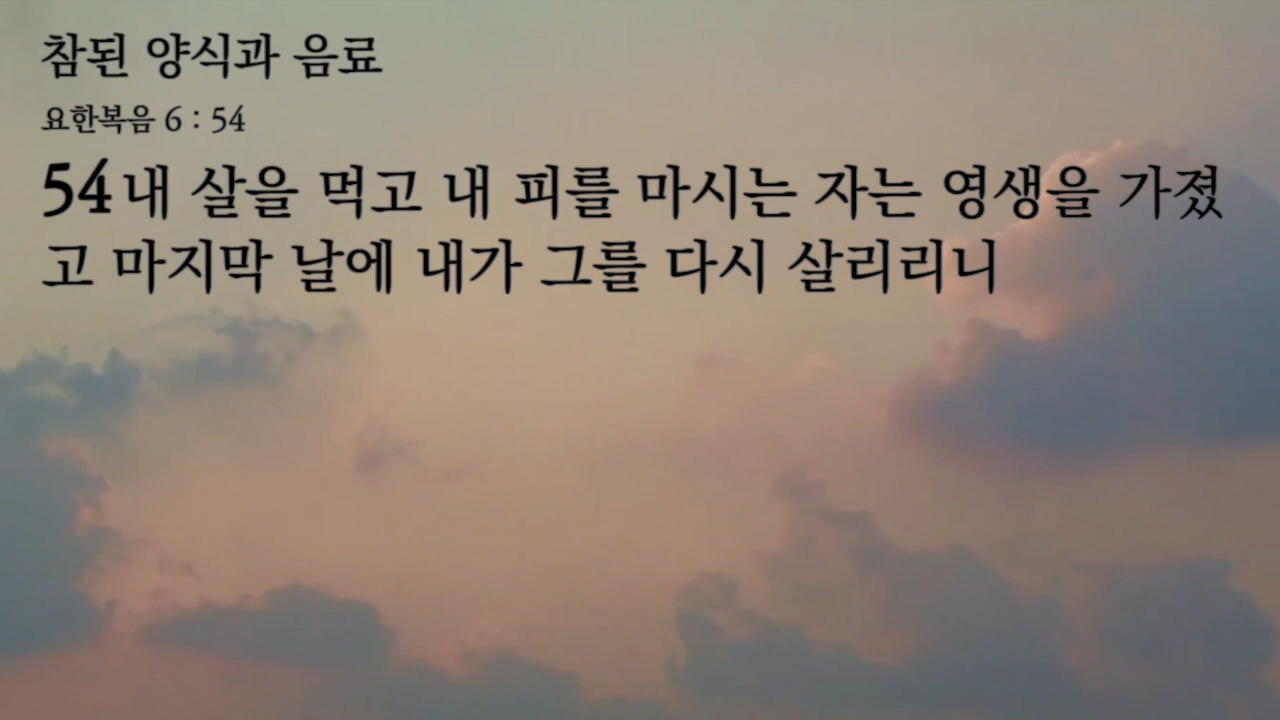 참된 양식과 음료
요한복음 6 : 54
54 내 살을 먹고 내 피를 마시는 자는 영생을 가졌
고 마지막 날에 내가 그를 다시 살리리니